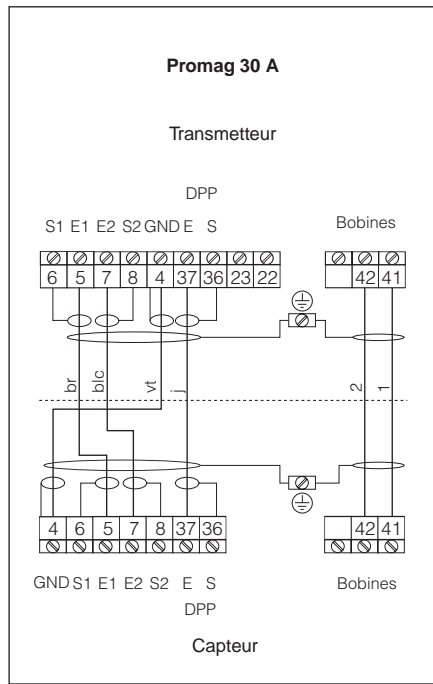 Promag 30 A
Transmetteur
DPP
S1 E1 E2 S2 GND E S
Bobines
6 5 7 8 4 37 36 23 22
42 41
br blc vt j
2 1
4 6 5 7 8 37 36
42 41
GND S1 E1 E2 S2 E S
Bobines
DPP
Capteur